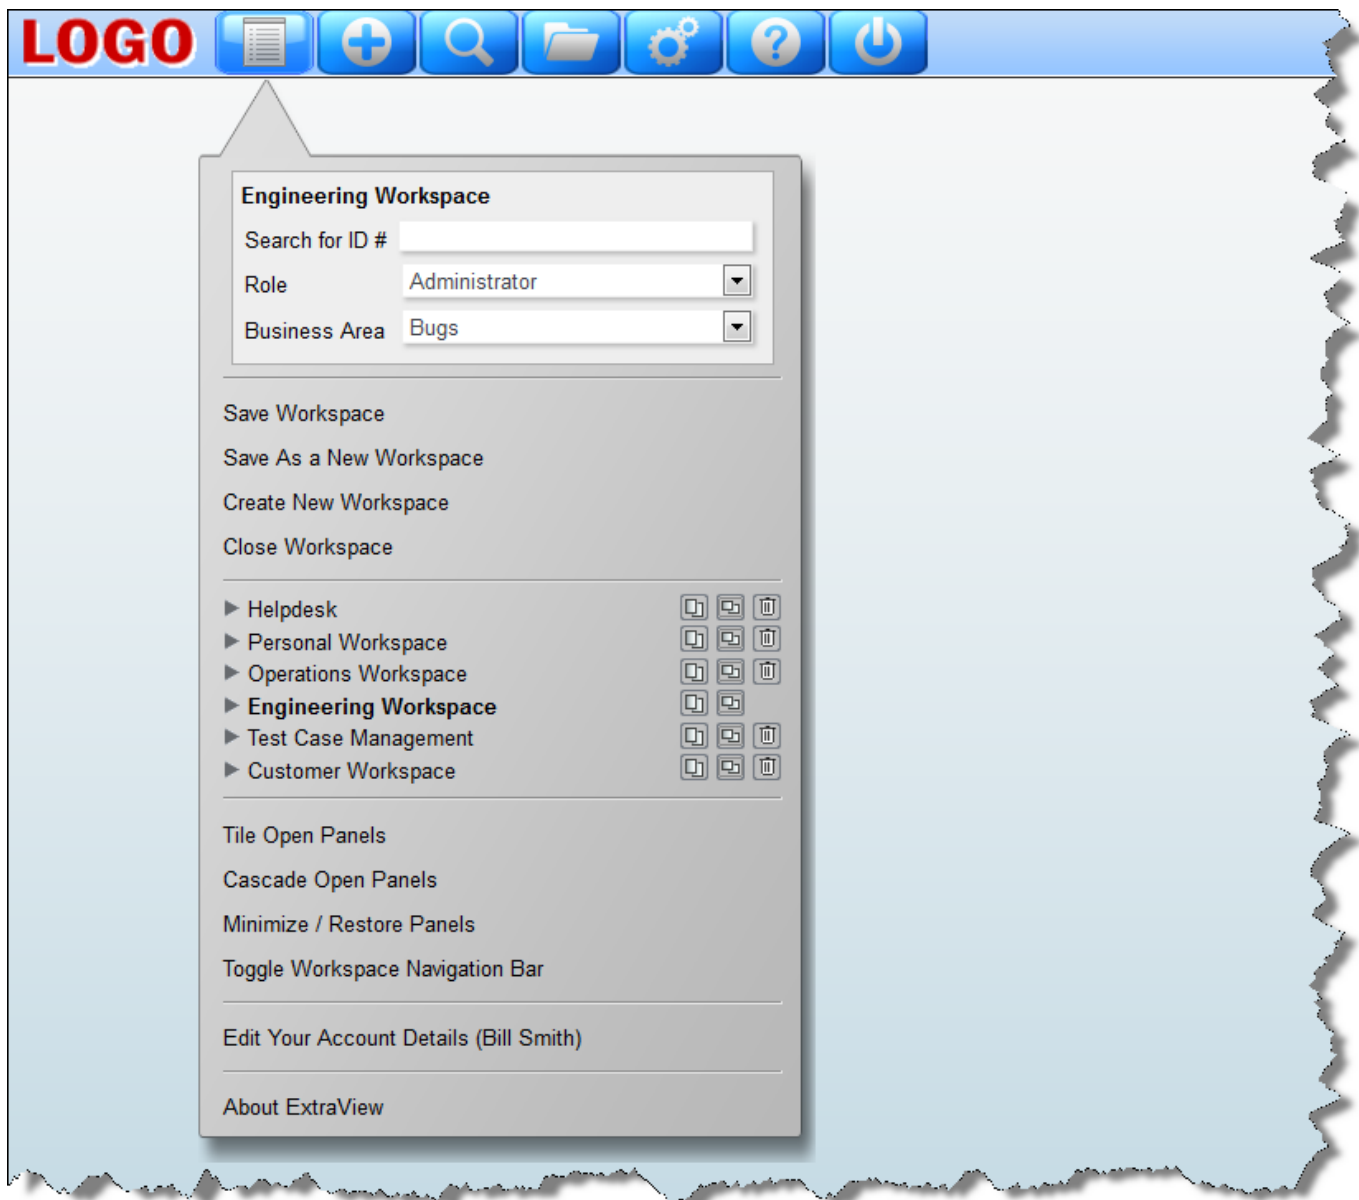 LOGO
Engineering Workspace
Search for ID #
Role Administrator
Business Area Bugs
Save Workspace
Save As a New Workspace
Create New Workspace
Close Workspace
Helpdesk
Personal Workspace
Operations Workspace
Engineering Workspace
Test Case Management
Customer Workspace
Tile Open Panels
Cascade Open Panels
Minimize / Restore Panels
Toggle Workspace Navigation Bar
Edit Your Account Details (Bill Smith)
About ExtraView